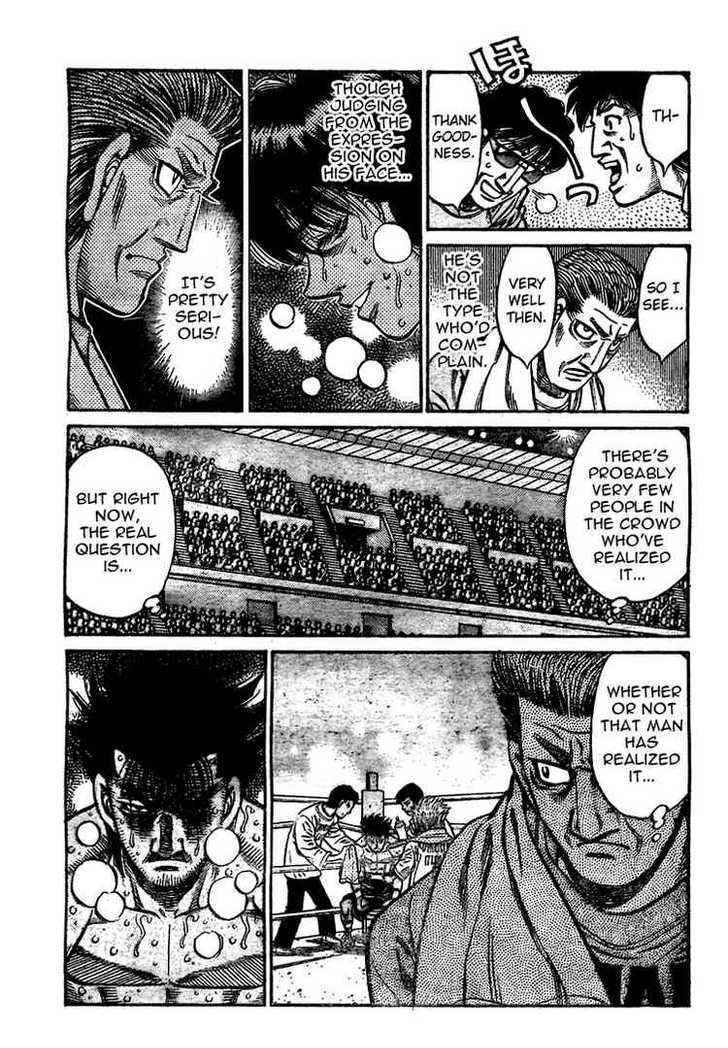 TH-
THANK
GOOD-
NESS.
ほっ
THOUGH
JUDGING
FROM THE
EXPRES-
SION ON
HIS FACE...
IT'S
PRETTY
SERI-
OUS!
SO I
SEE...
VERY
WELL
THEN.
HE'S
NOT
THE
TYPE
WHO'D
COM-
PLAIN.
THERE'S
PROBABLY
VERY FEW
PEOPLE IN
THE CROWD
WHO'VE
REALIZED
IT...
BUT RIGHT
NOW,
THE REAL
QUESTION
IS...
WHETHER
OR NOT
THAT MAN
HAS
REALIZED
IT...